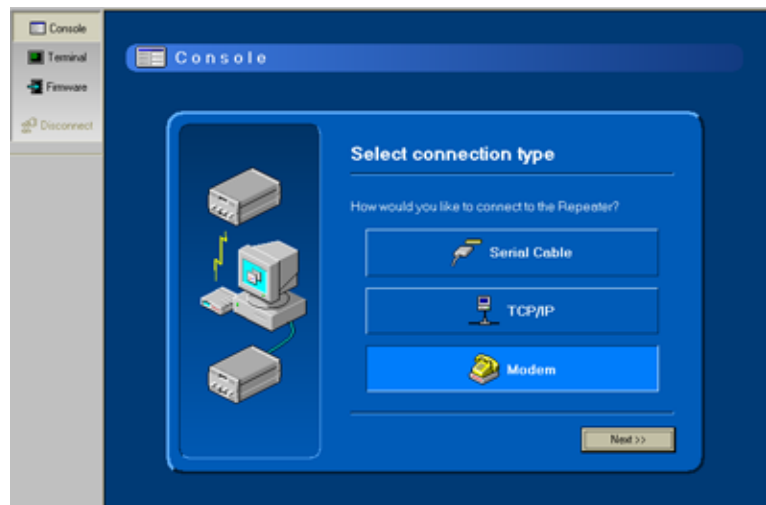 Console
Terminal
Firmware
Disconnect
Console
Select connection type
How would you like to connect to the Repeater?
Serial Cable
TCP/IP
Modem
Next >>